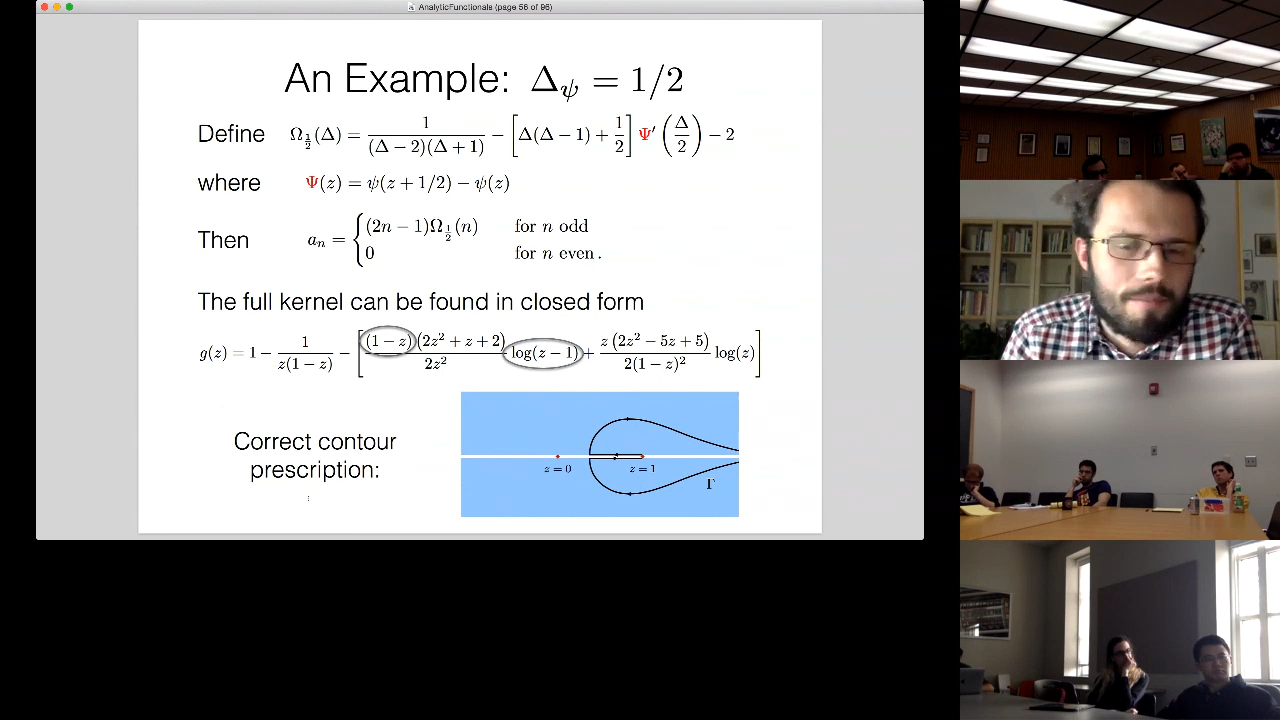 AnalyticFunctionals (page 56 of 96)
An Example: Δ_ψ = 1/2
Define Ω_{1/2}(Δ) = 1/((Δ − 2)(Δ + 1)) − [Δ(Δ − 1) + 1/2] Ψ′(Δ/2) − 2
where Ψ(z) = ψ(z + 1/2) − ψ(z)
Then a_n = { (2n − 1)Ω_{1/2}(n) for n odd
0 for n even .
The full kernel can be found in closed form
g(z) = 1 − 1/(z(1 − z)) − [ (1 − z)(2z² + z + 2)/(2z²) log(z − 1) + z(2z² − 5z + 5)/(2(1 − z)²) log(z) ]
Correct contour
prescription:
z = 0
z = 1
Γ